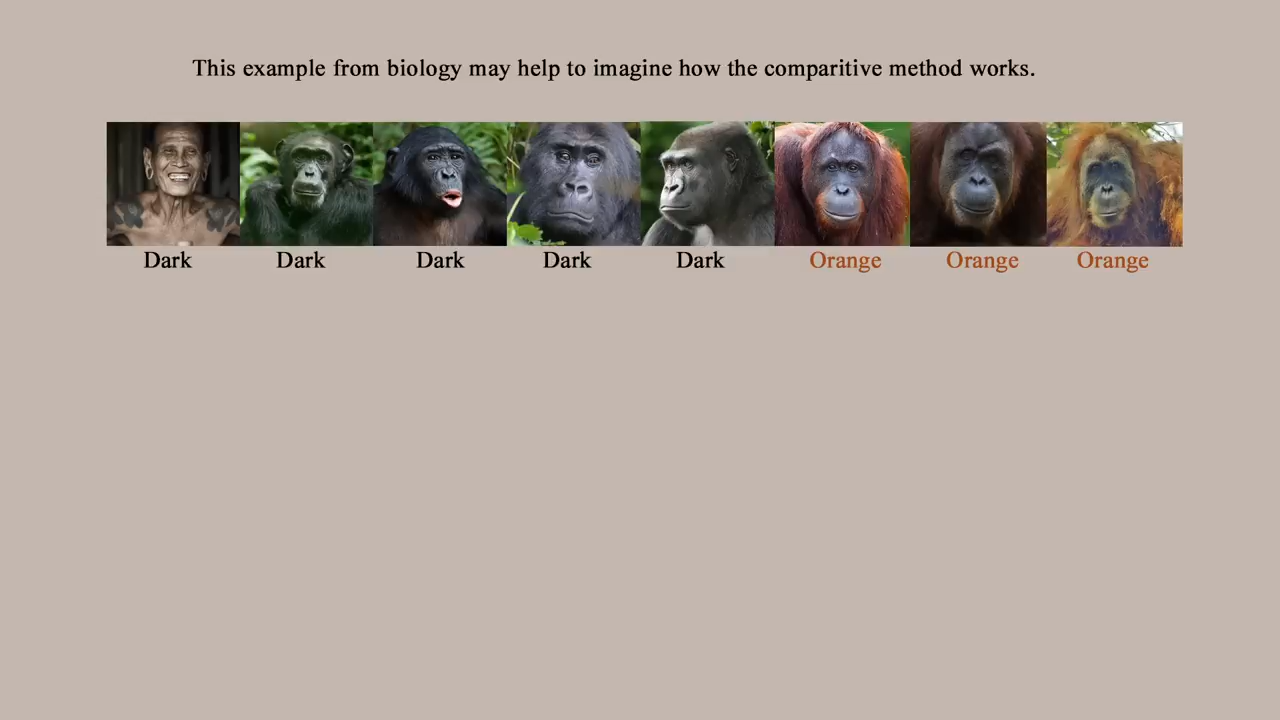 This example from biology may help to imagine how the comparitive method works.
Dark Dark Dark Dark Dark Orange Orange Orange